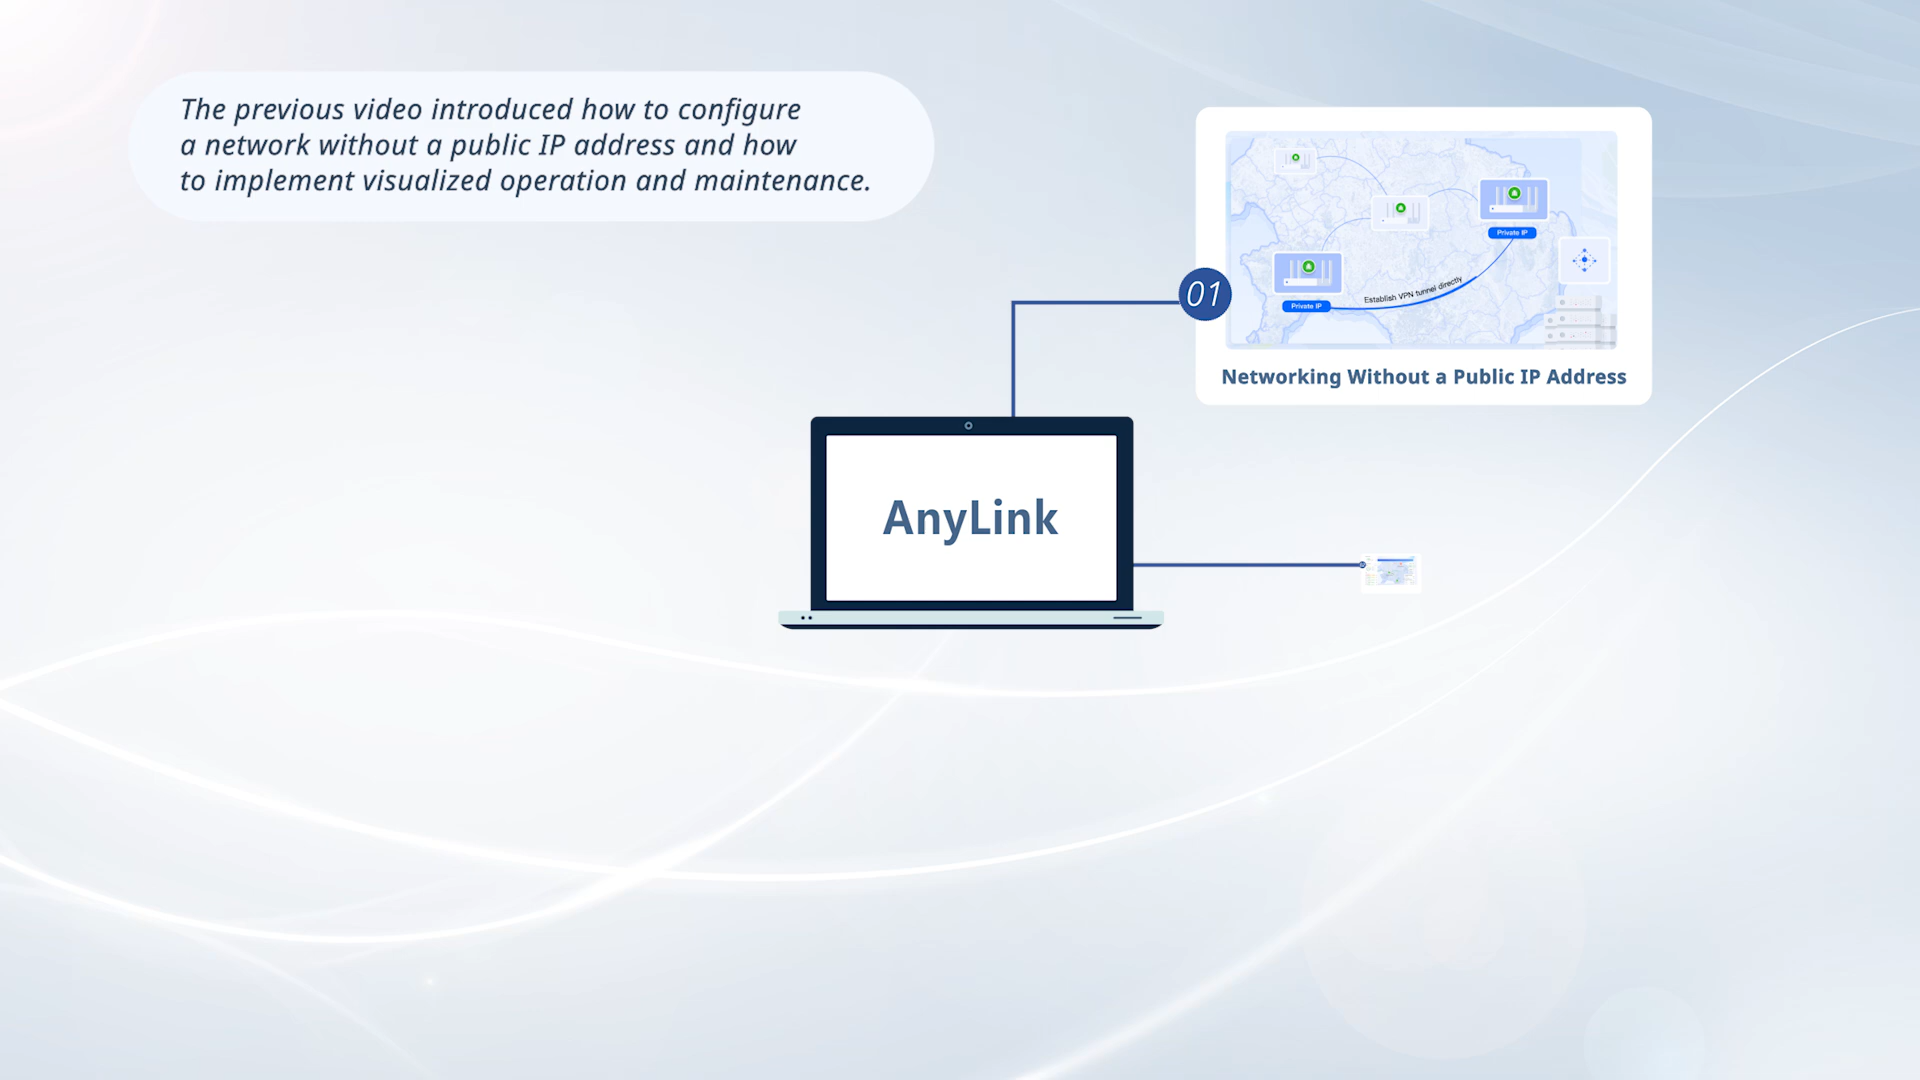 The previous video introduced how to configure
a network without a public IP address and how
to implement visualized operation and maintenance.
Private IP
01
Private IP
Establish VPN tunnel directly
Networking Without a Public IP Address
AnyLink